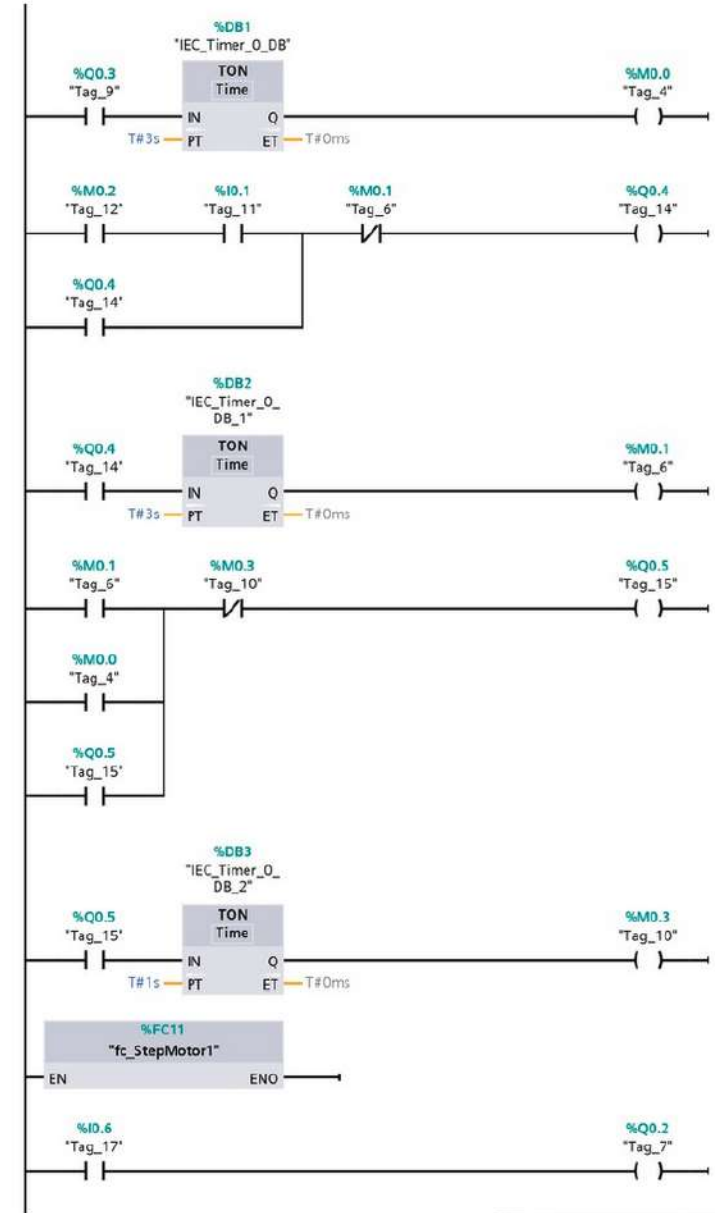 %DB1
"IEC_Timer_0_DB"
%Q0.3
"Tag_9"
TON
Time
%M0.0
"Tag_4"
IN
Q
T#3s
PT
ET
T#0ms
%M0.2
"Tag_12"
%I0.1
"Tag_11"
%M0.1
"Tag_6"
%Q0.4
"Tag_14"
%Q0.4
"Tag_14"
%DB2
"IEC_Timer_0_
DB_1"
%Q0.4
"Tag_14"
TON
Time
%M0.1
"Tag_6"
IN
Q
T#3s
PT
ET
T#0ms
%M0.1
"Tag_6"
%M0.3
"Tag_10"
%Q0.5
"Tag_15"
%M0.0
"Tag_4"
%Q0.5
"Tag_15"
%DB3
"IEC_Timer_0_
DB_2"
%Q0.5
"Tag_15"
TON
Time
%M0.3
"Tag_10"
IN
Q
T#1s
PT
ET
T#0ms
%FC11
"fc_StepMotor1"
EN
ENO
%I0.6
"Tag_17"
%Q0.2
"Tag_7"